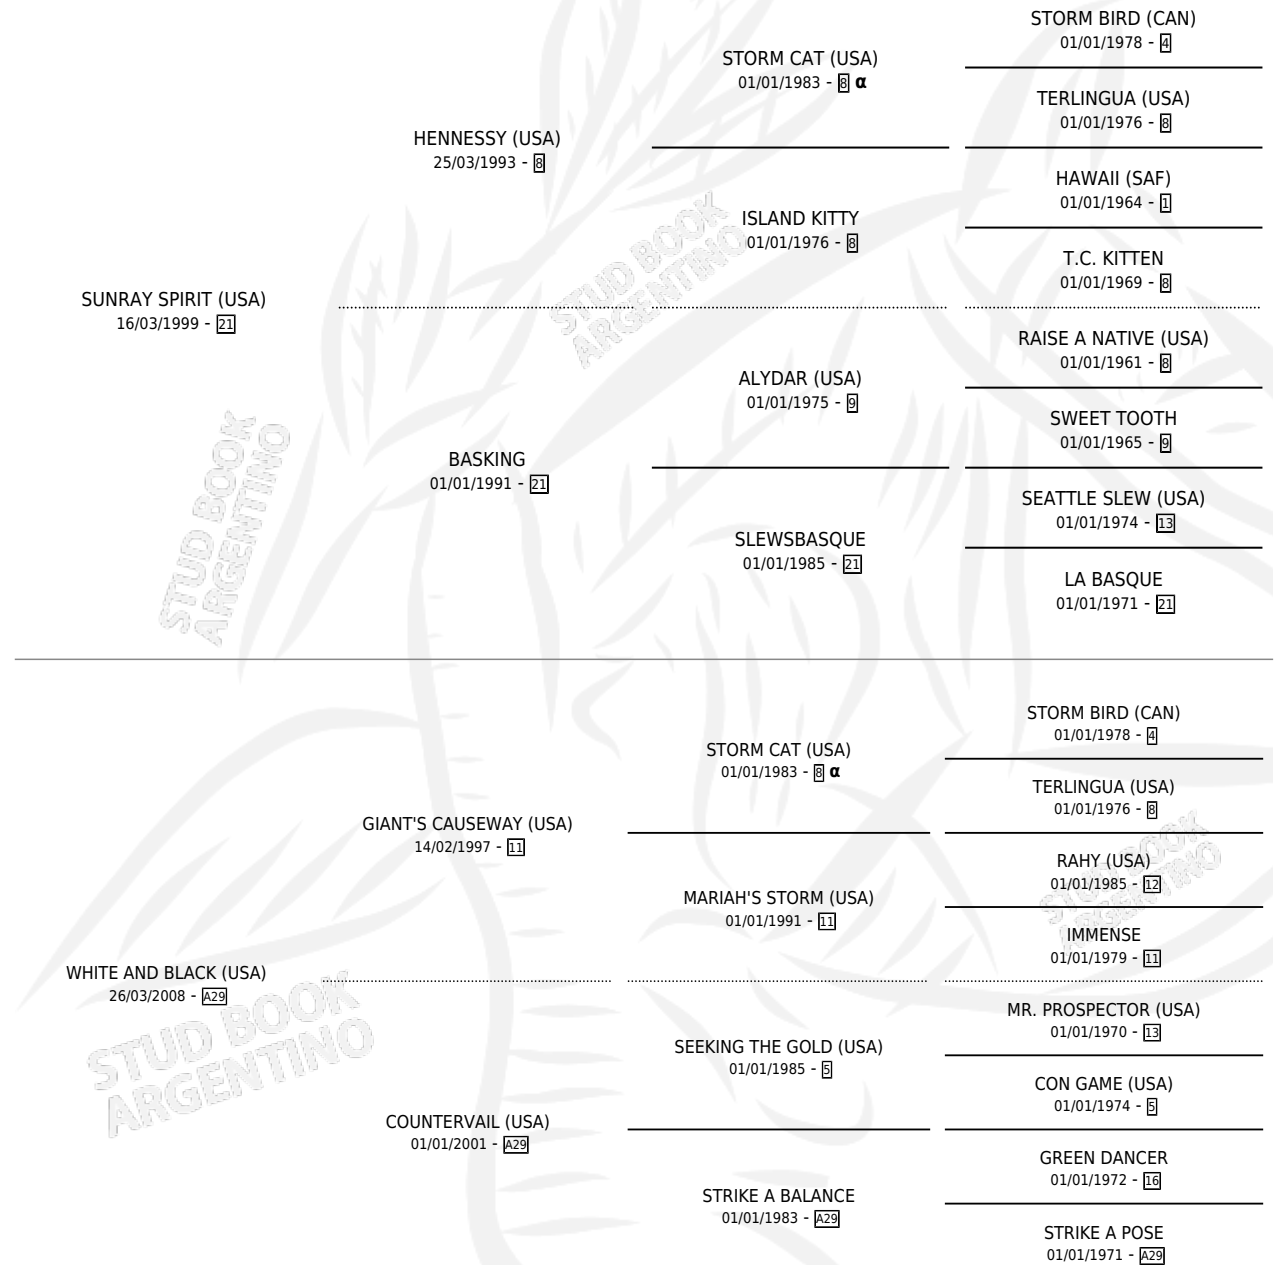 STORM BIRD (CAN)
01/01/1978 - 4
STORM CAT (USA)
01/01/1983 - 8 α
TERLINGUA (USA)
01/01/1976 - 8
HENNESSY (USA)
25/03/1993 - 8
HAWAII (SAF)
01/01/1964 - 1
ISLAND KITTY
01/01/1976 - 8
T.C. KITTEN
01/01/1969 - 8
SUNRAY SPIRIT (USA)
16/03/1999 - 21
RAISE A NATIVE (USA)
01/01/1961 - 8
ALYDAR (USA)
01/01/1975 - 9
SWEET TOOTH
01/01/1965 - 9
BASKING
01/01/1991 - 21
SEATTLE SLEW (USA)
01/01/1974 - 13
SLEWSBASQUE
01/01/1985 - 21
LA BASQUE
01/01/1971 - 21
STORM BIRD (CAN)
01/01/1978 - 4
STORM CAT (USA)
01/01/1983 - 8 α
TERLINGUA (USA)
01/01/1976 - 8
GIANT'S CAUSEWAY (USA)
14/02/1997 - 11
RAHY (USA)
01/01/1985 - 12
MARIAH'S STORM (USA)
01/01/1991 - 11
IMMENSE
01/01/1979 - 11
WHITE AND BLACK (USA)
26/03/2008 - A29
MR. PROSPECTOR (USA)
01/01/1970 - 13
SEEKING THE GOLD (USA)
01/01/1985 - 5
CON GAME (USA)
01/01/1974 - 5
COUNTERVAIL (USA)
01/01/2001 - A29
GREEN DANCER
01/01/1972 - 16
STRIKE A BALANCE
01/01/1983 - A29
STRIKE A POSE
01/01/1971 - A29
STUD BOOK
ARGENTINO
STUD BOOK
ARGENTINO
STUD BOOK
ARGENTINO
STUD BOOK
ARGENTINO